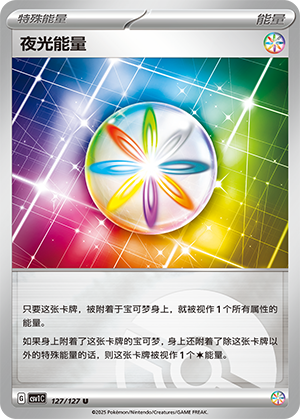 特殊能量 能量
夜光能量
只要这张卡牌，被附着于宝可梦身上，就被视作1个所有属性的
能量。
如果身上附着了这张卡牌的宝可梦，身上还附着了除这张卡牌以
外的特殊能量的话，则这张卡牌被视作1个能量。
G CSV1C 127/127 U
©2025 Pokémon/Nintendo/Creatures/GAME FREAK.